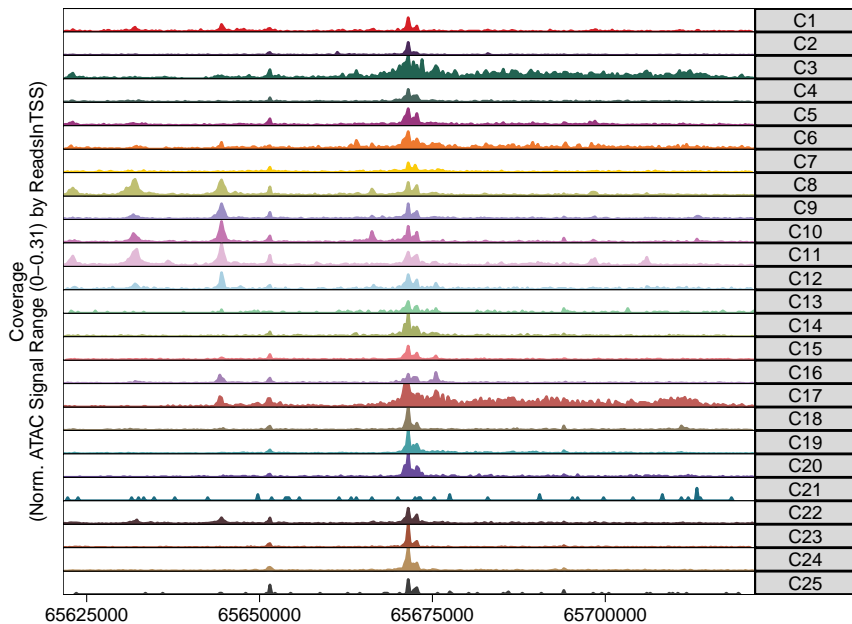 Coverage
(Norm. ATAC Signal Range (0–0.31) by ReadsInTSS)
C1
C2
C3
C4
C5
C6
C7
C8
C9
C10
C11
C12
C13
C14
C15
C16
C17
C18
C19
C20
C21
C22
C23
C24
C25
65625000 65650000 65675000 65700000